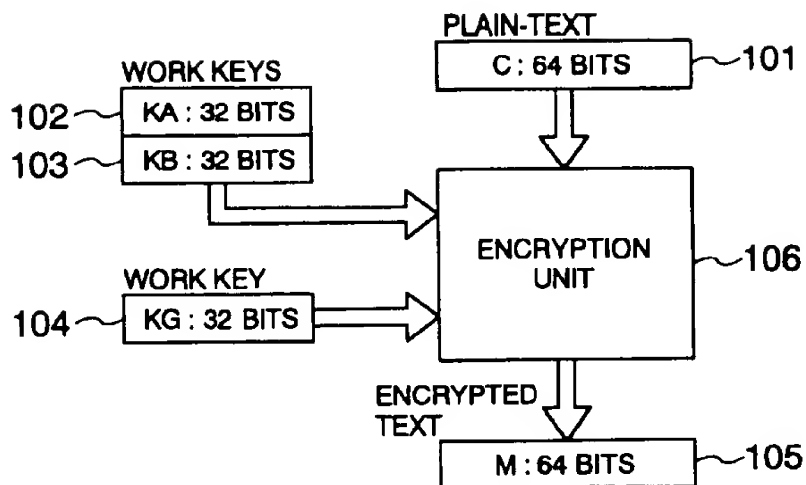 PLAIN-TEXT
C : 64 BITS
101
WORK KEYS
102
KA : 32 BITS
103
KB : 32 BITS
ENCRYPTION
UNIT
106
WORK KEY
104
KG : 32 BITS
ENCRYPTED
TEXT
M : 64 BITS
105